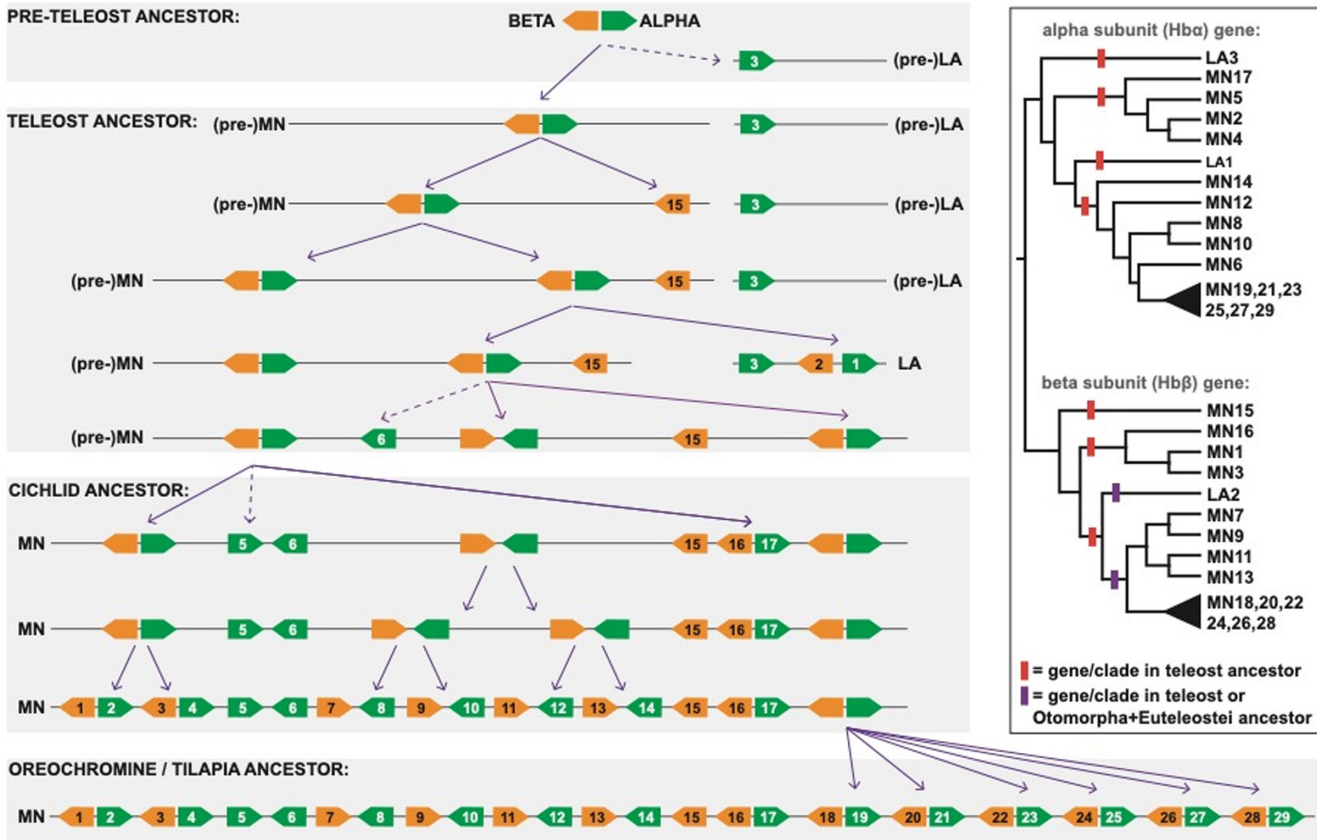 PRE-TELEOST ANCESTOR:
BETA ALPHA
3 (pre-)LA
TELEOST ANCESTOR:
(pre-)MN 3 (pre-)LA
(pre-)MN 15 3 (pre-)LA
(pre-)MN 15 3 (pre-)LA
(pre-)MN 15 3 2 1 LA
(pre-)MN 6 15
CICHLID ANCESTOR:
MN 5 6 15 16 17
MN 5 6 15 16 17
MN 1 2 3 4 5 6 7 8 9 10 11 12 13 14 15 16 17
OREOCHROMINE / TILAPIA ANCESTOR:
MN 1 2 3 4 5 6 7 8 9 10 11 12 13 14 15 16 17 18 19 20 21 22 23 24 25 26 27 28 29
alpha subunit (Hbα) gene:
LA3
MN17
MN5
MN2
MN4
LA1
MN14
MN12
MN8
MN10
MN6
MN19,21,23
25,27,29
beta subunit (Hbβ) gene:
MN15
MN16
MN1
MN3
LA2
MN7
MN9
MN11
MN13
MN18,20,22
24,26,28
= gene/clade in teleost ancestor
= gene/clade in teleost or
Otomorpha+Euteleostei ancestor